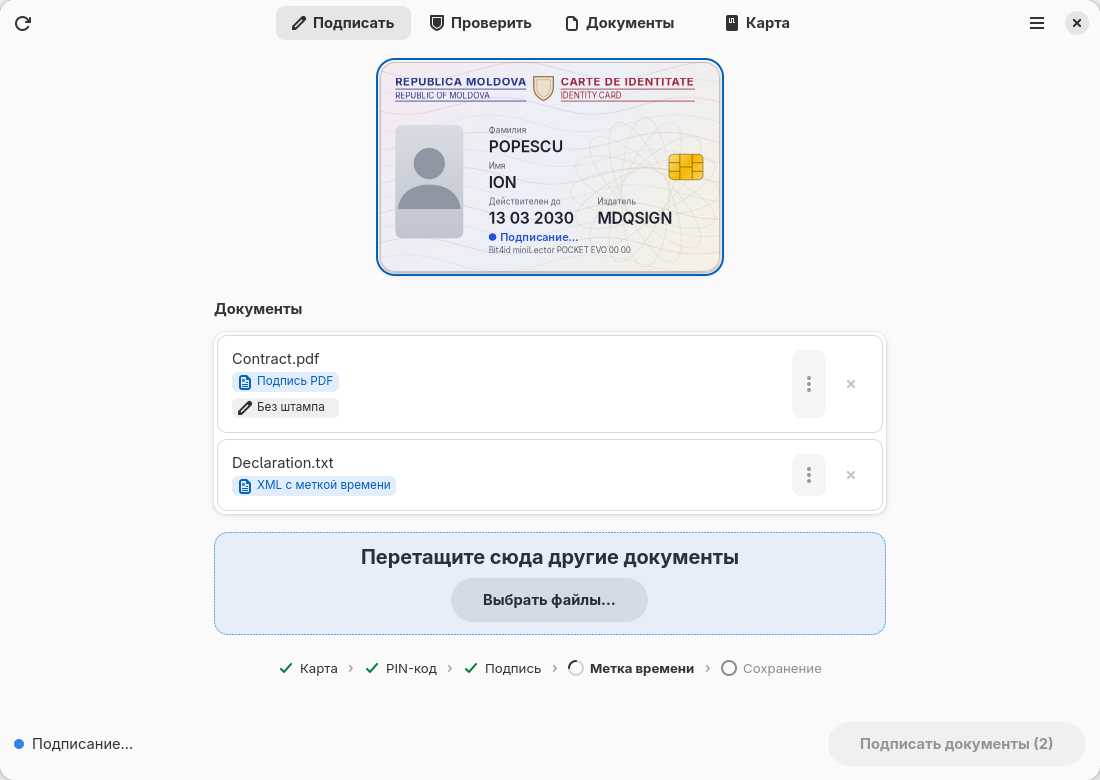 Подписать
Проверить
Документы
Карта
REPUBLICA MOLDOVA
REPUBLIC OF MOLDOVA
CARTE DE IDENTITATE
IDENTITY CARD
Фамилия
POPESCU
Имя
ION
Действителен до
Издатель
13 03 2030
MDQSIGN
Подписание...
Bit4id miniLector POCKET EVO 00 00
Документы
Contract.pdf
Подпись PDF
Без штампа
Declaration.txt
XML с меткой времени
Перетащите сюда другие документы
Выбрать файлы...
Карта › PIN-код › Подпись › Метка времени › Сохранение
Подписание...
Подписать документы (2)